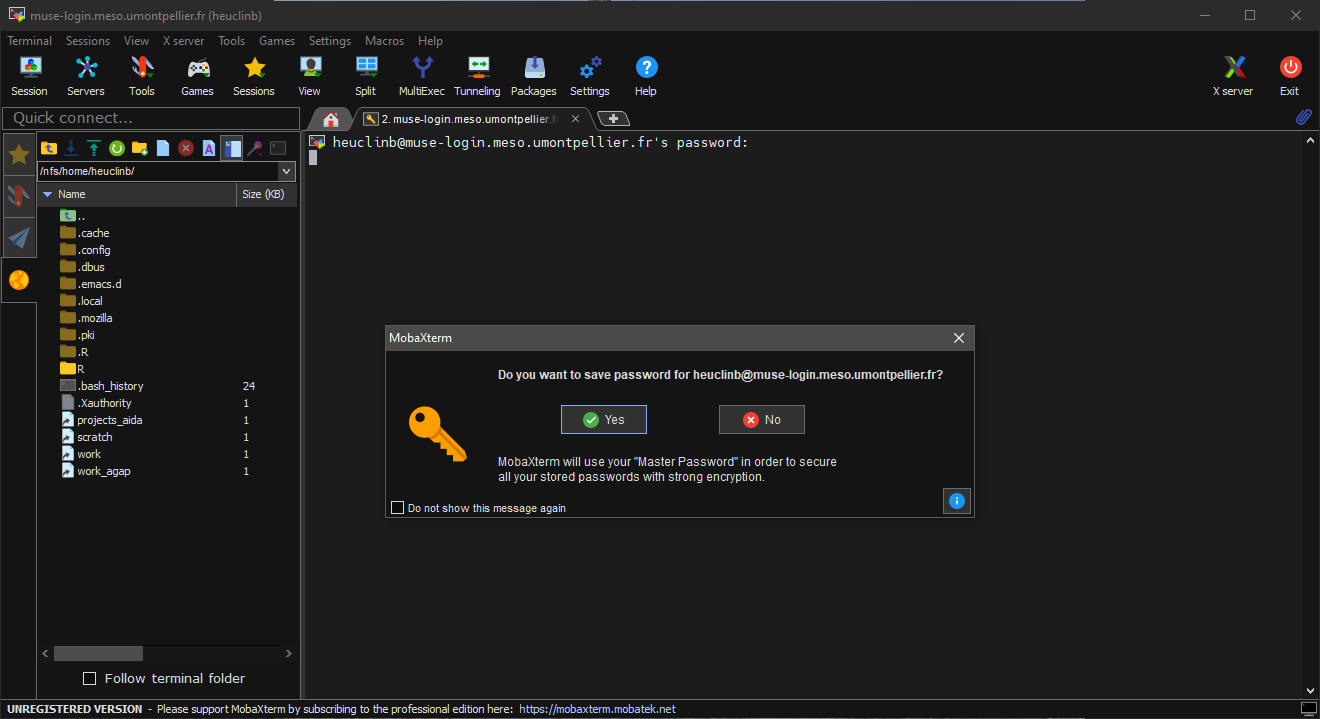 muse-login.meso.umontpellier.fr (heuclinb)
Terminal Sessions View X server Tools Games Settings Macros Help
Session Servers Tools Games Sessions View Split MultiExec Tunneling Packages Settings Help X server Exit
Quick connect...
2. muse-login.meso.umontpellier.fr
/nfs/home/heuclinb/
Name Size (KB)
..
.cache
.config
.dbus
.emacs.d
.local
.mozilla
.pki
.R
R
.bash_history 24
.Xauthority 1
projects_aida 1
scratch 1
work 1
work_agap 1
Follow terminal folder
heuclinb@muse-login.meso.umontpellier.fr's password:
MobaXterm
Do you want to save password for heuclinb@muse-login.meso.umontpellier.fr?
Yes No
MobaXterm will use your "Master Password" in order to secure
all your stored passwords with strong encryption.
Do not show this message again
UNREGISTERED VERSION - Please support MobaXterm by subscribing to the professional edition here: https://mobaxterm.mobatek.net